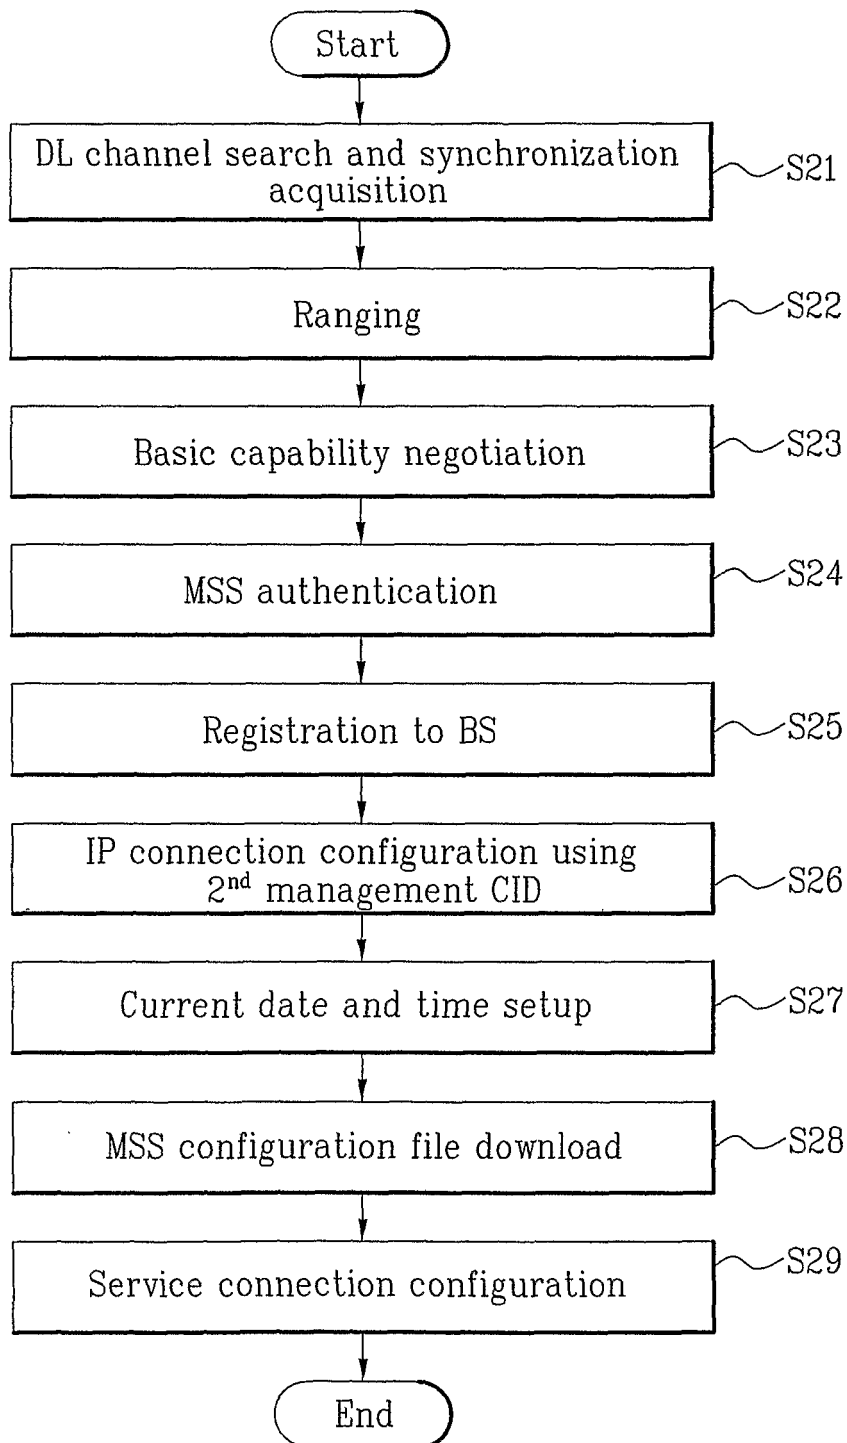 Start
DL channel search and synchronization
acquisition
S21
Ranging
S22
Basic capability negotiation
S23
MSS authentication
S24
Registration to BS
S25
IP connection configuration using
2nd management CID
S26
Current date and time setup
S27
MSS configuration file download
S28
Service connection configuration
S29
End